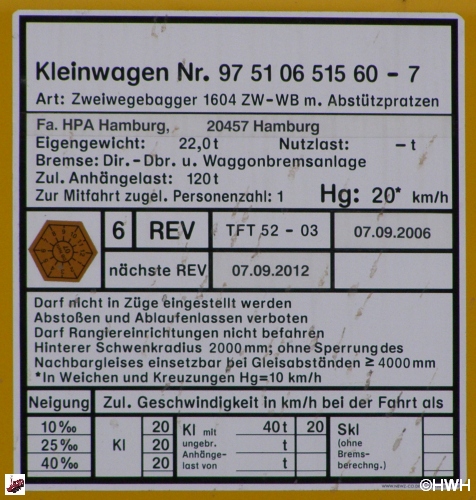 Kleinwagen Nr. 97 51 06 515 60 - 7
Art: Zweiwegebagger 1604 ZW-WB m. Abstützpratzen
Fa. HPA Hamburg, 20457 Hamburg
Eigengewicht: 22,0t Nutzlast: -t
Bremse: Dir.-Dbr. u. Waggonbremsanlage
Zul. Anhängelast: 120t
Zur Mitfahrt zugel. Personenzahl: 1 Hg: 20* km/h
6 REV TFT 52 - 03 07.09.2006
nächste REV 07.09.2012
Darf nicht in Züge eingestellt werden
Abstoßen und Ablaufenlassen verboten
Darf Rangiereinrichtungen nicht befahren
Hinterer Schwenkradius 2000mm; ohne Sperrung des
Nachbargleises einsetzbar bei Gleisabständen ≥ 4000mm
*In Weichen und Kreuzungen Hg=10 km/h
Neigung Zul. Geschwindigkeit in km/h bei der Fahrt als
10‰ 20 Kl mit 40t 20 Skl
25‰ Kl 20 ungebr. t (ohne
Anhänge- Brems-
40‰ 20 last von t berechng.)
©HWH